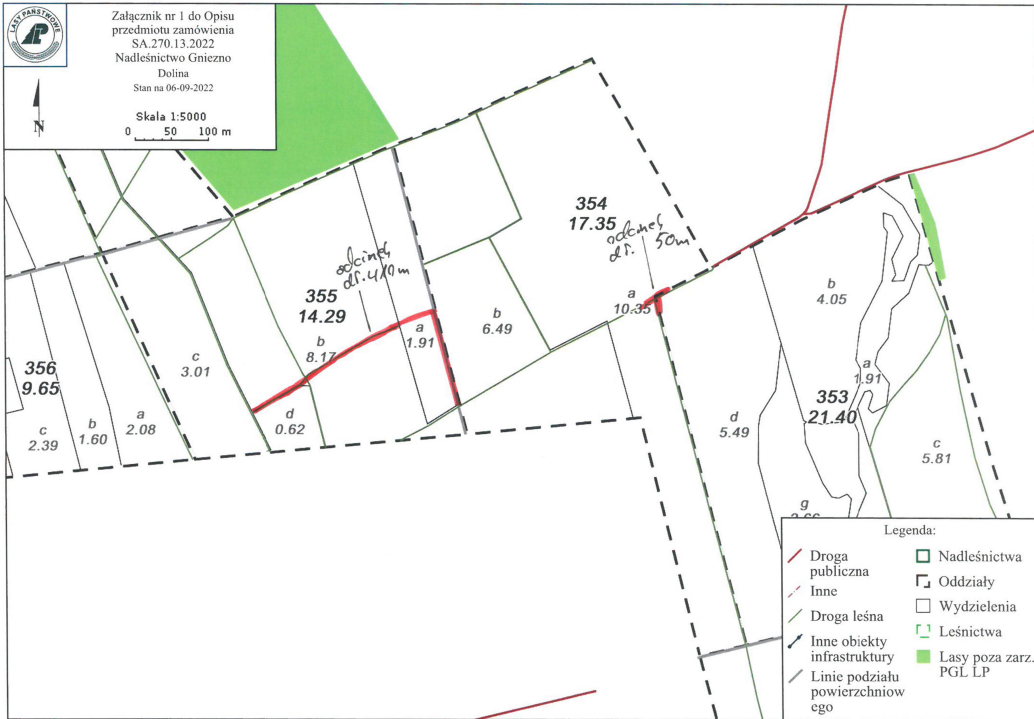 LASY PAŃSTWOWE
Załącznik nr 1 do Opisu
przedmiotu zamówienia
SA.270.13.2022
Nadleśnictwo Gniezno
Dolina
Stan na 06-09-2022
N
Skala 1:5000
0 50 100 m
354
17.35
odcinek
dł. 50m
a
10.35
odcinek
dł. 410m
355
14.29
b
8.17
a
1.91
b
6.49
c
3.01
d
0.62
356
9.65
c
2.39
b
1.60
a
2.08
b
4.05
a
1.91
353
21.40
d
5.49
c
5.81
g
Legenda:
Droga
publiczna
Inne
Droga leśna
Inne obiekty
infrastruktury
Linie podziału
powierzchniow
ego
Nadleśnictwa
Oddziały
Wydzielenia
Leśnictwa
Lasy poza zarz.
PGL LP